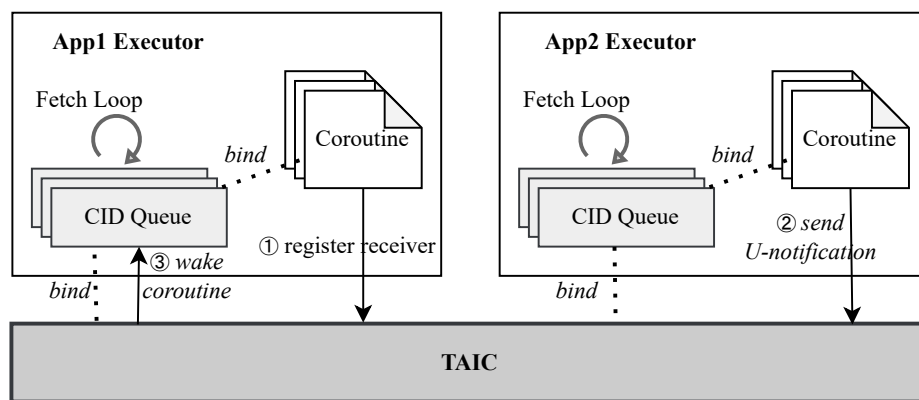 App1 Executor
Fetch Loop
Coroutine
bind
CID Queue
① register receiver
③ wake
coroutine
bind
App2 Executor
Fetch Loop
Coroutine
bind
CID Queue
② send
U-notification
bind
TAIC